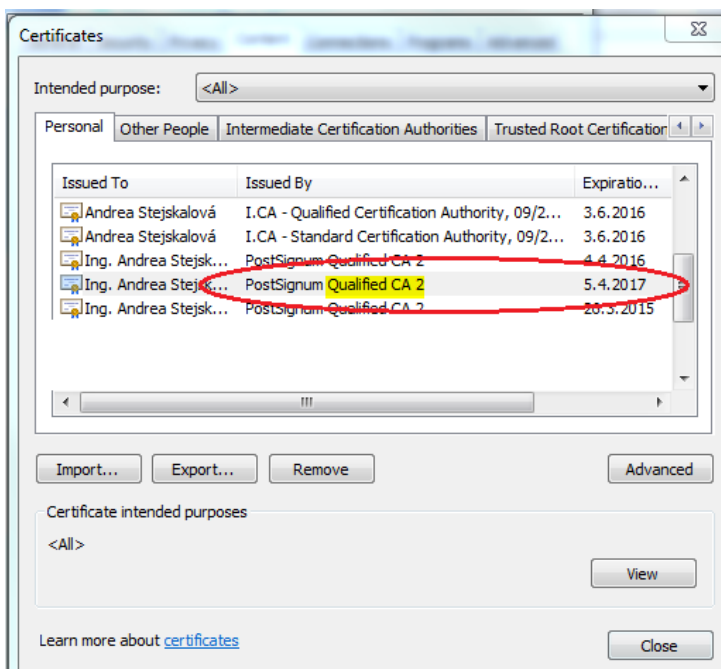 Certificates
Intended purpose: <All>
Personal Other People Intermediate Certification Authorities Trusted Root Certification
Issued To Issued By Expiratio...
Andrea Stejskalová I.CA - Qualified Certification Authority, 09/2... 3.6.2016
Andrea Stejskalová I.CA - Standard Certification Authority, 09/2... 3.6.2016
Ing. Andrea Stejsk... PostSignum Qualified CA 2 4.4.2016
Ing. Andrea Stejsk... PostSignum Qualified CA 2 5.4.2017
Ing. Andrea Stejsk... PostSignum Qualified CA 2 20.3.2015
Import... Export... Remove Advanced
Certificate intended purposes
<All>
View
Learn more about certificates
Close